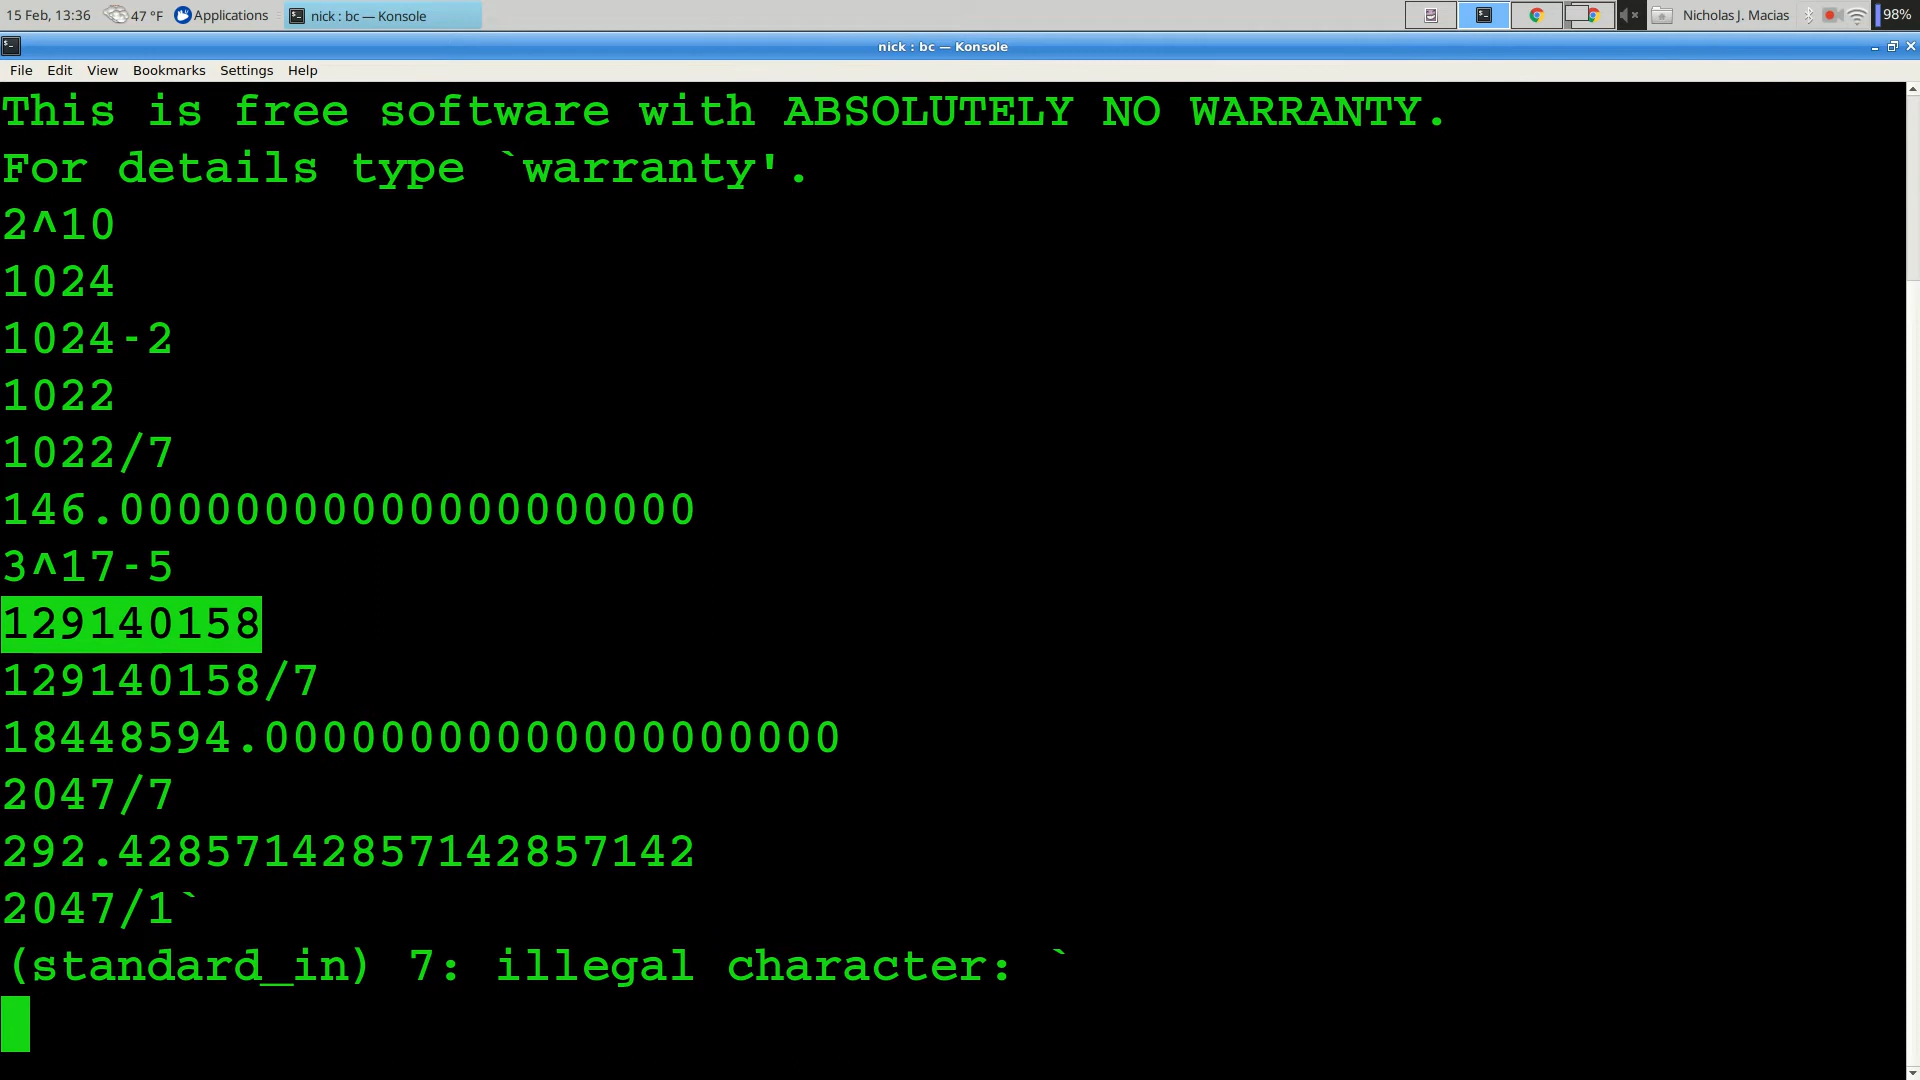 15 Feb, 13:36 47 °F Applications nick : bc — Konsole Nicholas J. Macias 98%
nick : bc — Konsole
File Edit View Bookmarks Settings Help
This is free software with ABSOLUTELY NO WARRANTY.
For details type `warranty'.
2^10
1024
1024-2
1022
1022/7
146.00000000000000000000
3^17-5
129140158
129140158/7
18448594.00000000000000000000
2047/7
292.42857142857142857142
2047/1`
(standard_in) 7: illegal character: `